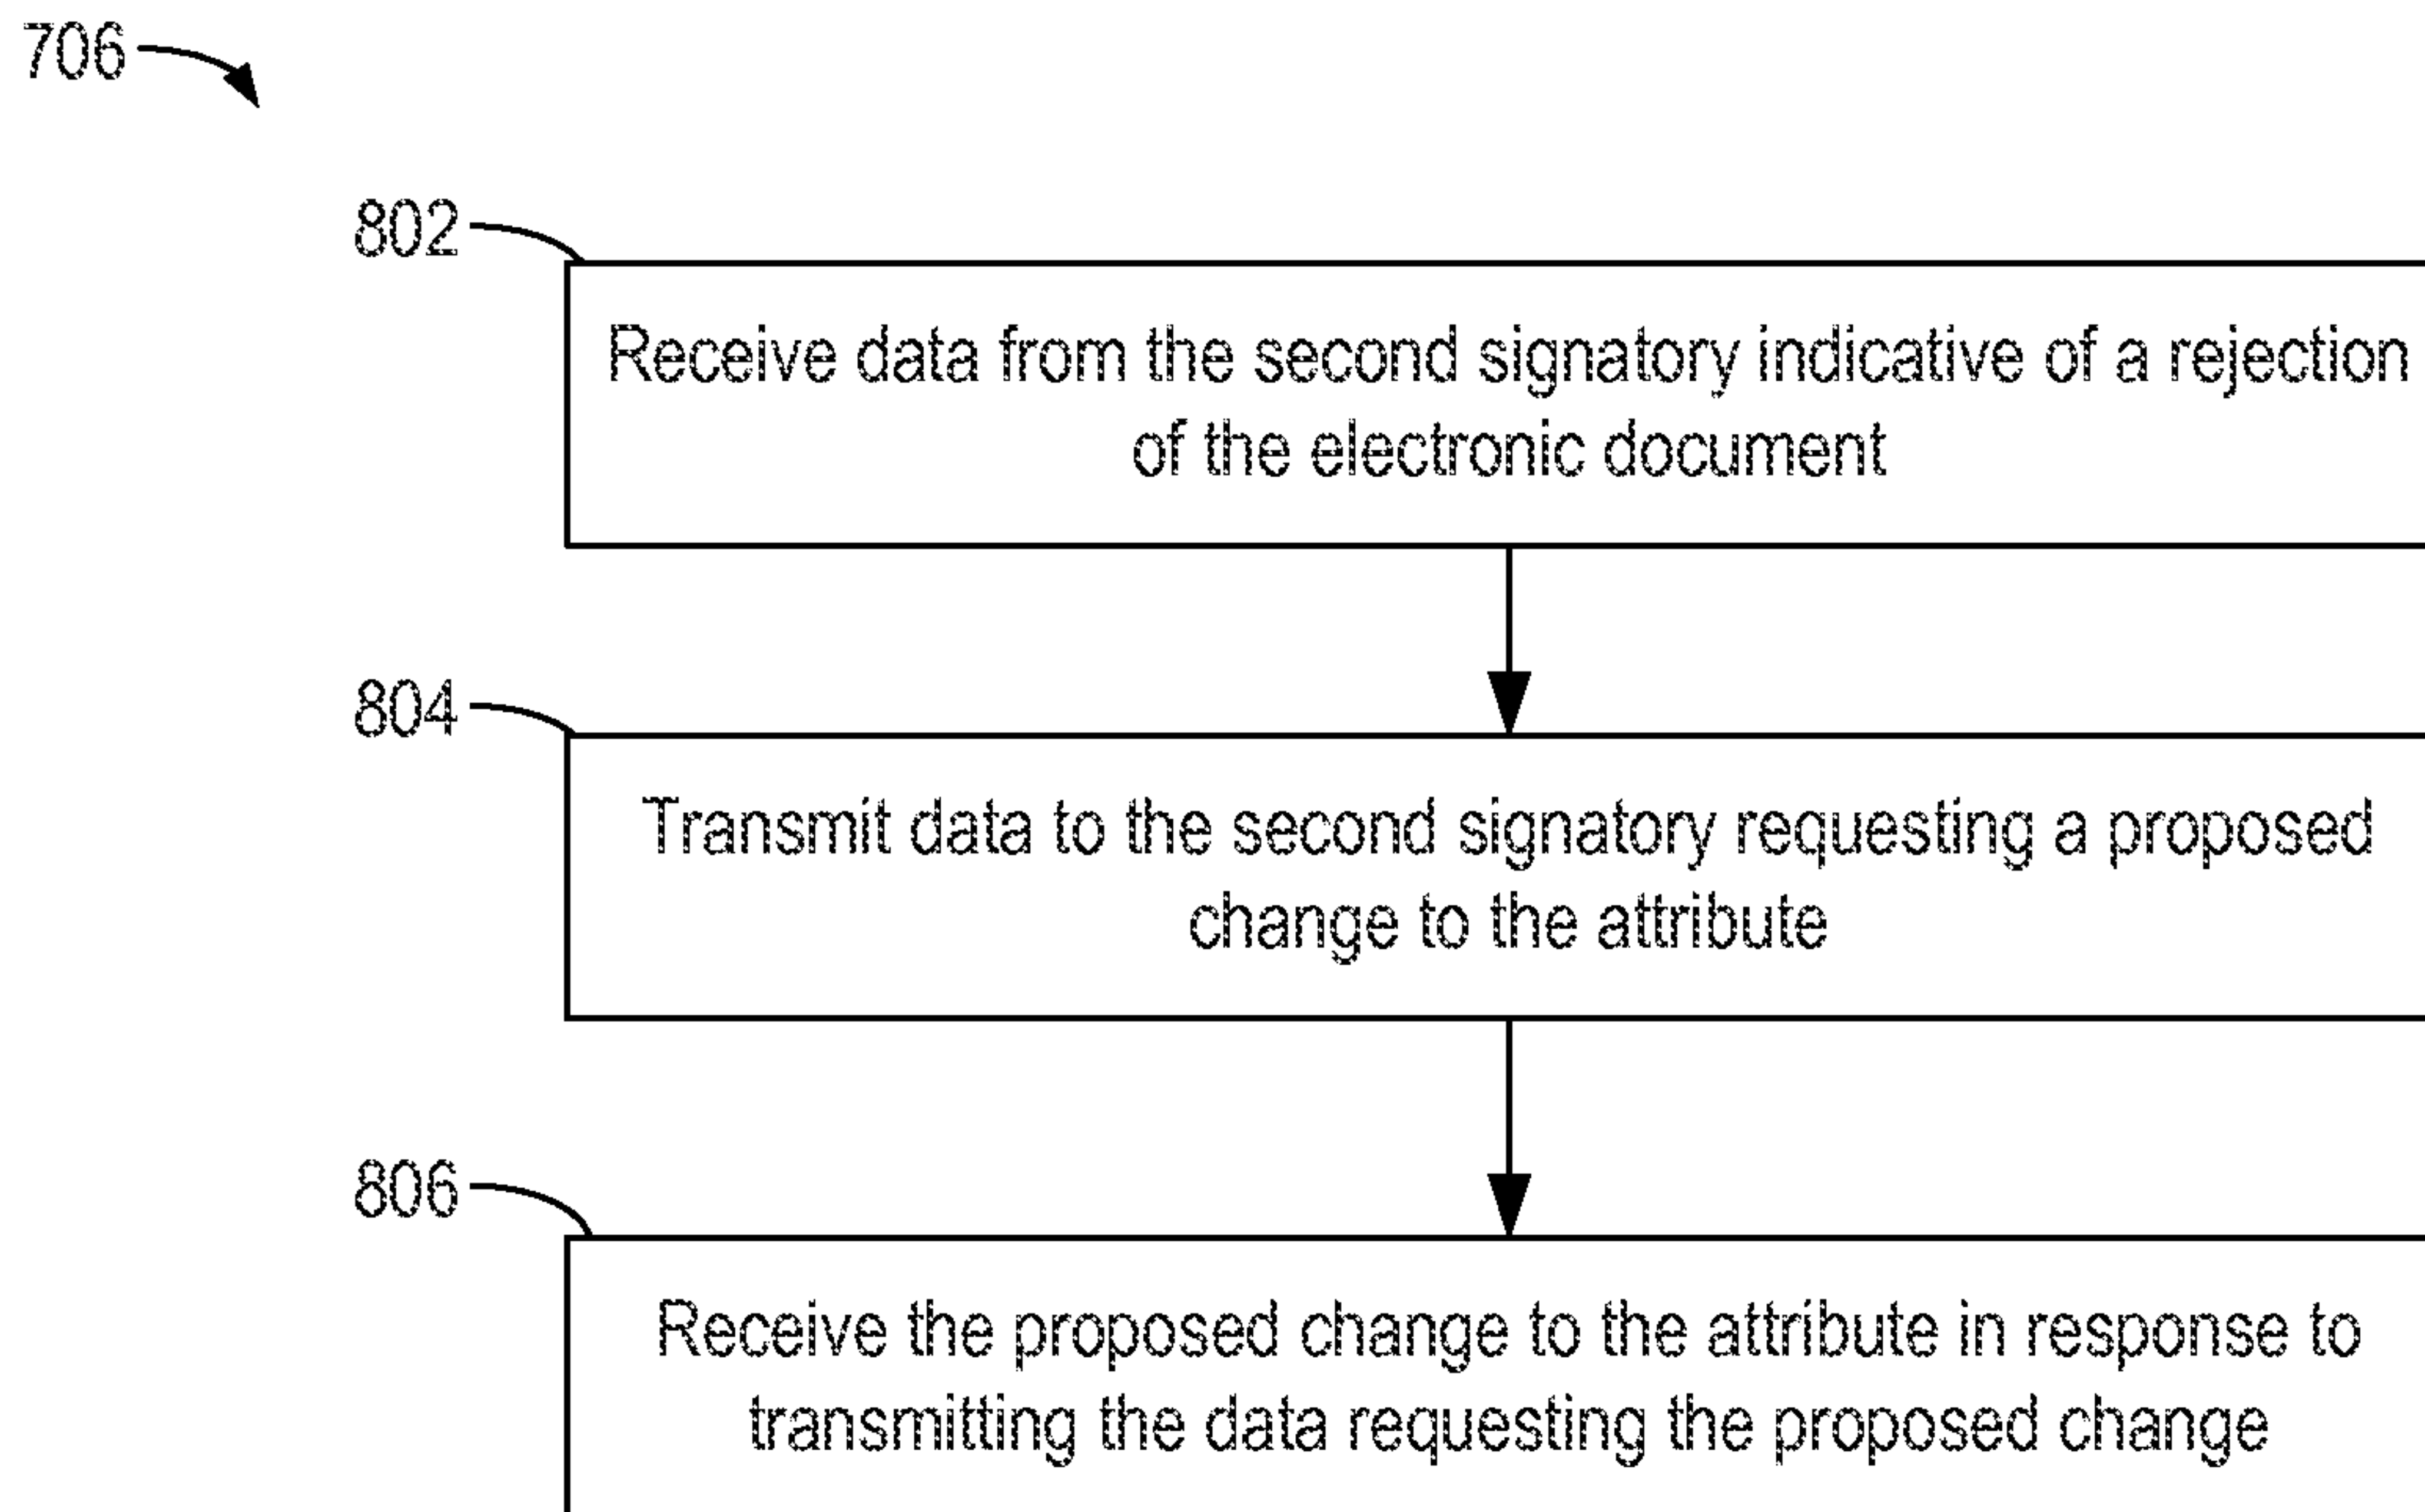 706
802
Receive data from the second signatory indicative of a rejection
of the electronic document
804
Transmit data to the second signatory requesting a proposed
change to the attribute
806
Receive the proposed change to the attribute in response to
transmitting the data requesting the proposed change